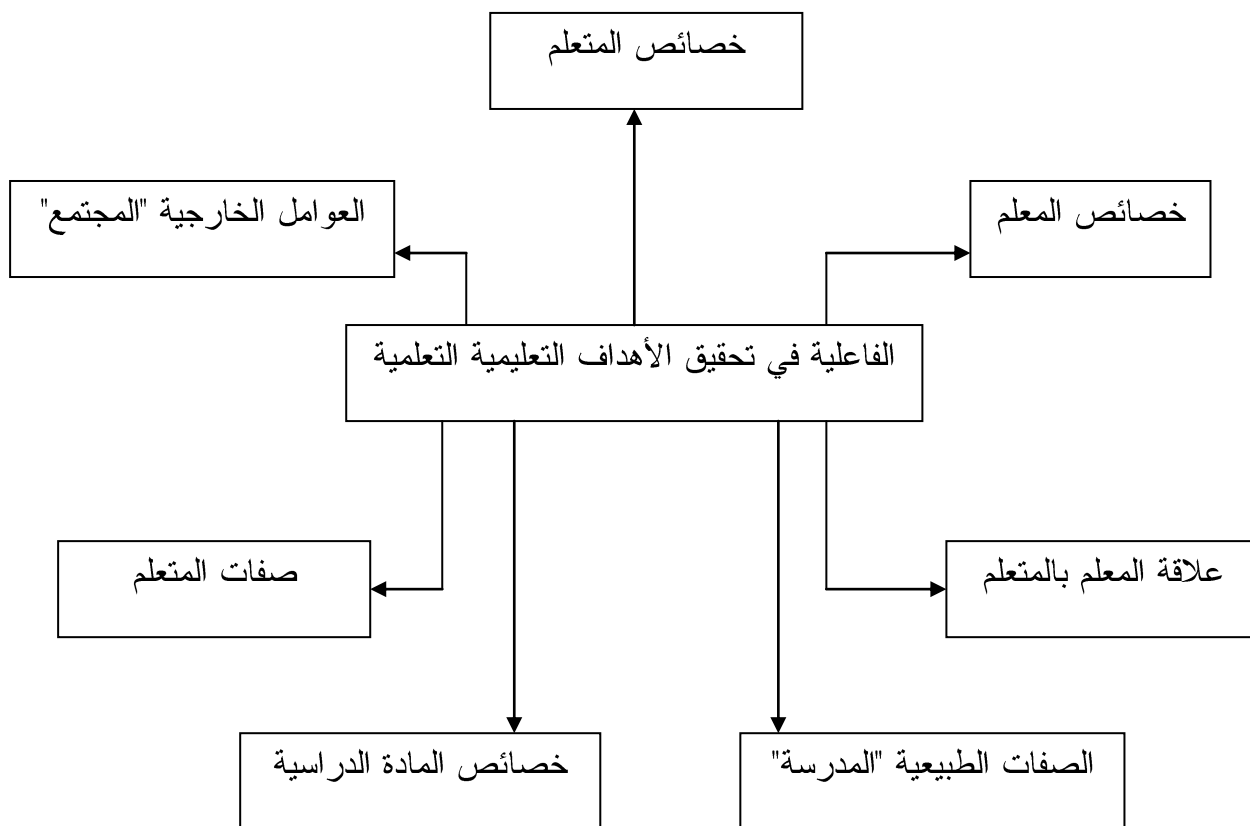 خصائص المتعلم
خصائص المعلم
العوامل الخارجية "المجتمع"
الفاعلية في تحقيق الأهداف التعليمية التعلمية
علاقة المعلم بالمتعلم
صفات المتعلم
الصفات الطبيعية "المدرسة"
خصائص المادة الدراسية